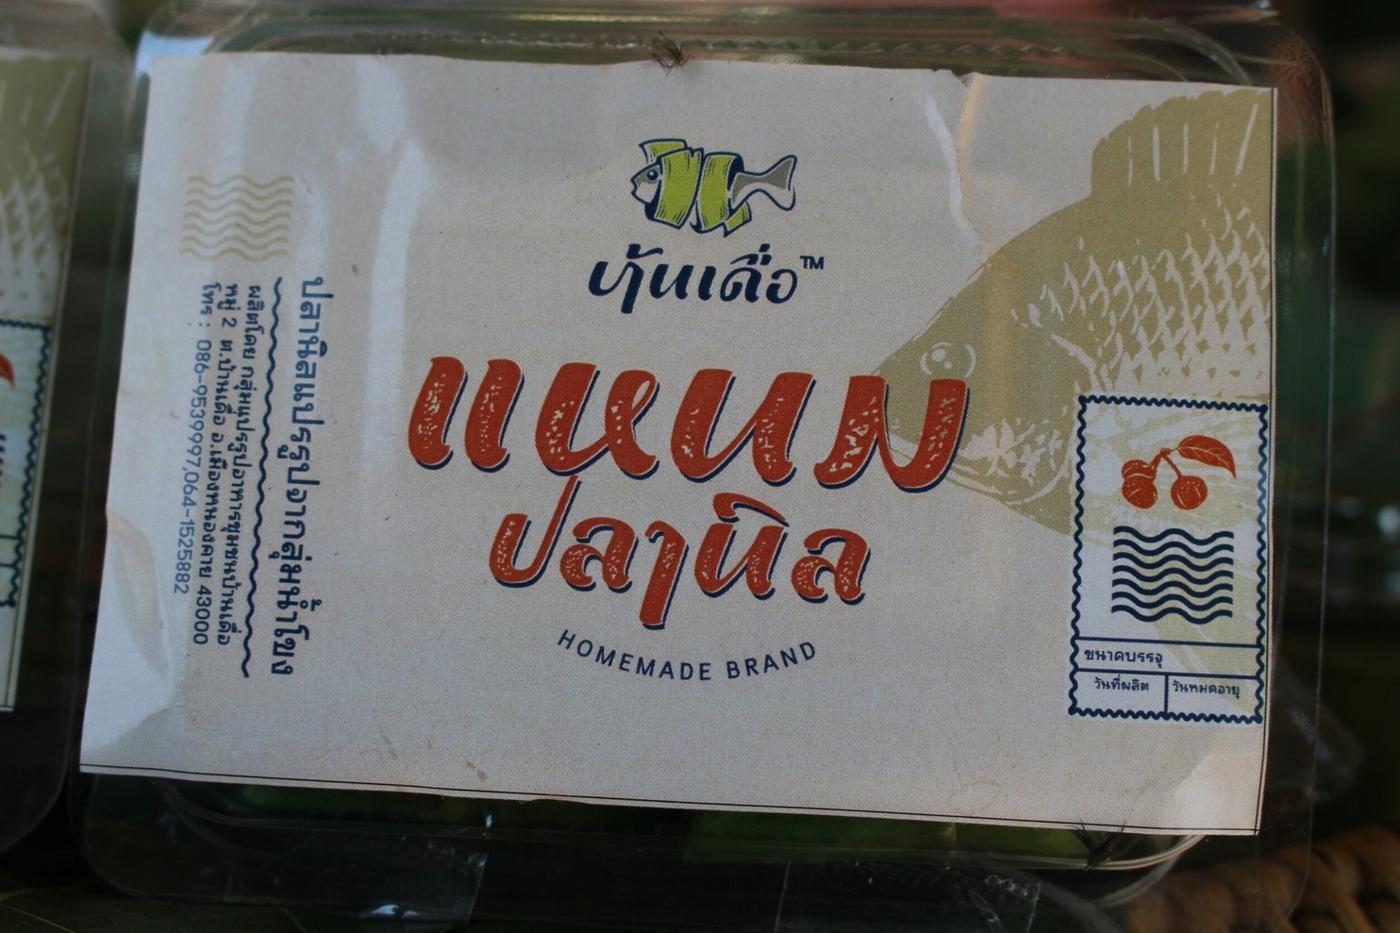 ห้นเดื่อ™
แหนม
ปลานิล
HOMEMADE BRAND
ปลานิลแปรรูปจากลุ่มน้ำโขง
ผลิตโดย กลุ่มแปรรูปอาหารชุมชนบ้านเดื่อ
หมู่ 2 ต.บ้านเดื่อ อ.เมืองหนองคาย 43000
โทร : 086-9539997,064-1525882
ขนาดบรรจุ
วันที่ผลิต วันหมดอายุ